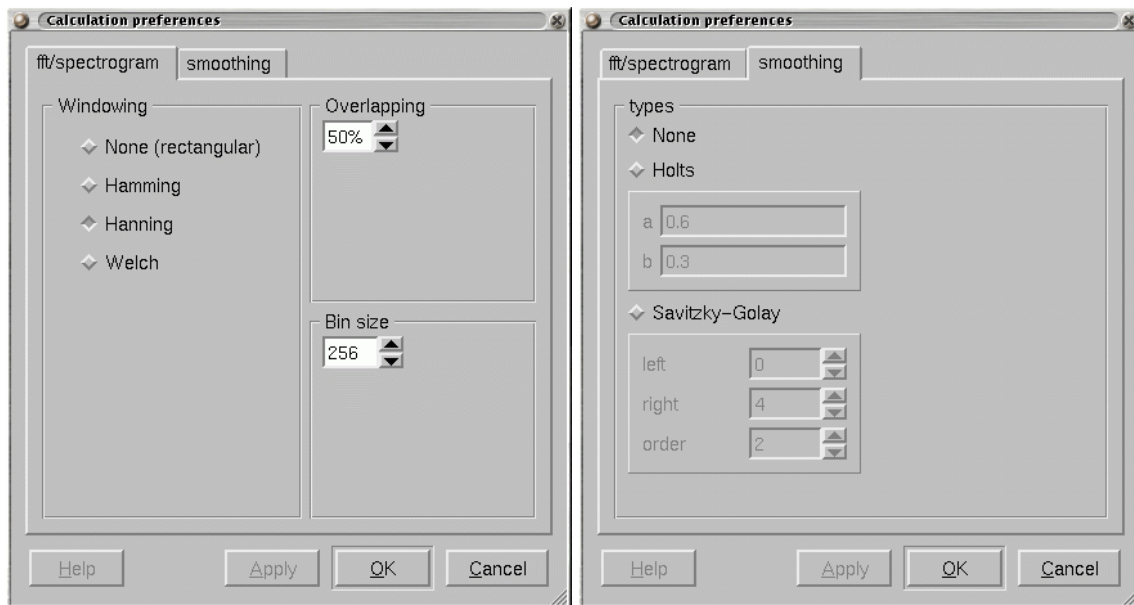 Calculation preferences
fft/spectrogram smoothing
Windowing
None (rectangular)
Hamming
Hanning
Welch
Overlapping
50%
Bin size
256
Help Apply OK Cancel
Calculation preferences
fft/spectrogram smoothing
types
None
Holts
a 0.6
b 0.3
Savitzky-Golay
left 0
right 4
order 2
Help Apply OK Cancel